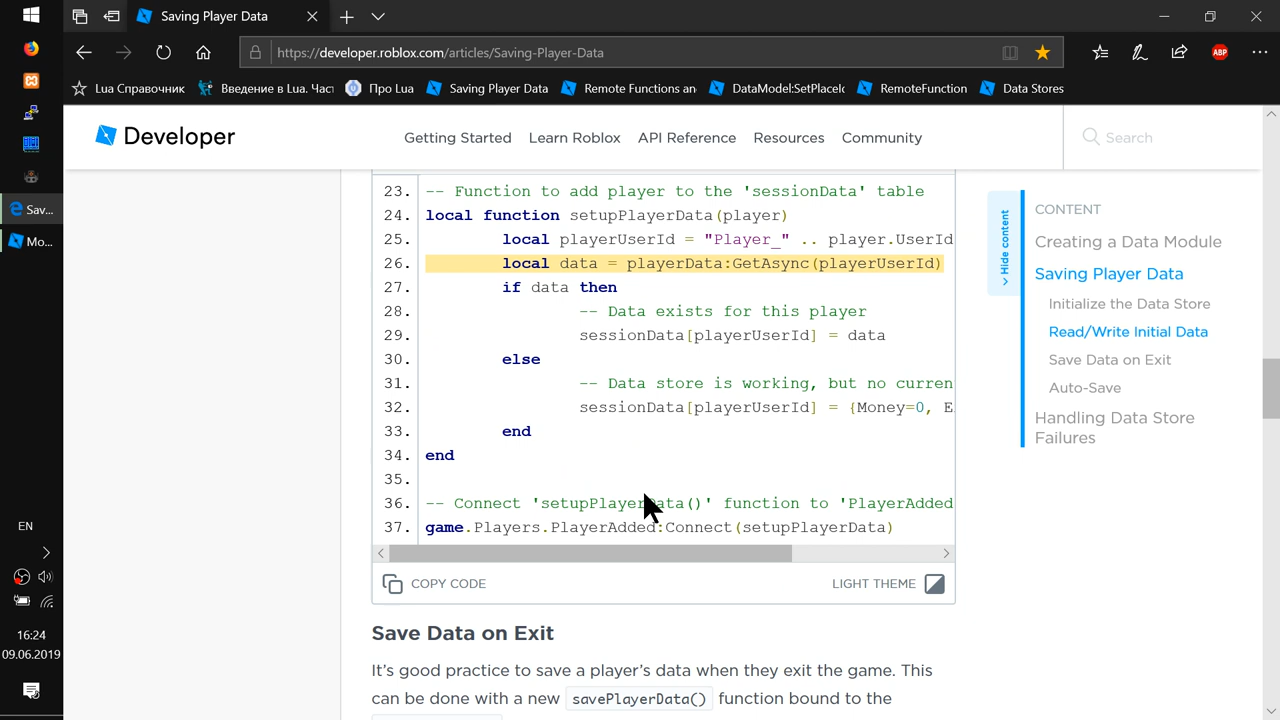 Saving Player Data
https://developer.roblox.com/articles/Saving-Player-Data
ABP
Lua Справочник
Введение в Lua. Час
Про Lua
Saving Player Data
Remote Functions an
DataModel:SetPlaceId
RemoteFunction
Data Stores
Developer
Getting Started
Learn Roblox
API Reference
Resources
Community
Search
23. -- Function to add player to the 'sessionData' table
24. local function setupPlayerData(player)
25. local playerUserId = "Player_" .. player.UserId
26. local data = playerData:GetAsync(playerUserId)
27. if data then
28. -- Data exists for this player
29. sessionData[playerUserId] = data
30. else
31. -- Data store is working, but no curren
32. sessionData[playerUserId] = {Money=0, E
33. end
34. end
35.
36. -- Connect 'setupPlayerData()' function to 'PlayerAdded
37. game.Players.PlayerAdded:Connect(setupPlayerData)
COPY CODE
LIGHT THEME
Save Data on Exit
It's good practice to save a player's data when they exit the game. This
can be done with a new savePlayerData() function bound to the
Hide content
CONTENT
Creating a Data Module
Saving Player Data
Initialize the Data Store
Read/Write Initial Data
Save Data on Exit
Auto-Save
Handling Data Store
Failures
Sav...
Mo...
EN
16:24
09.06.2019